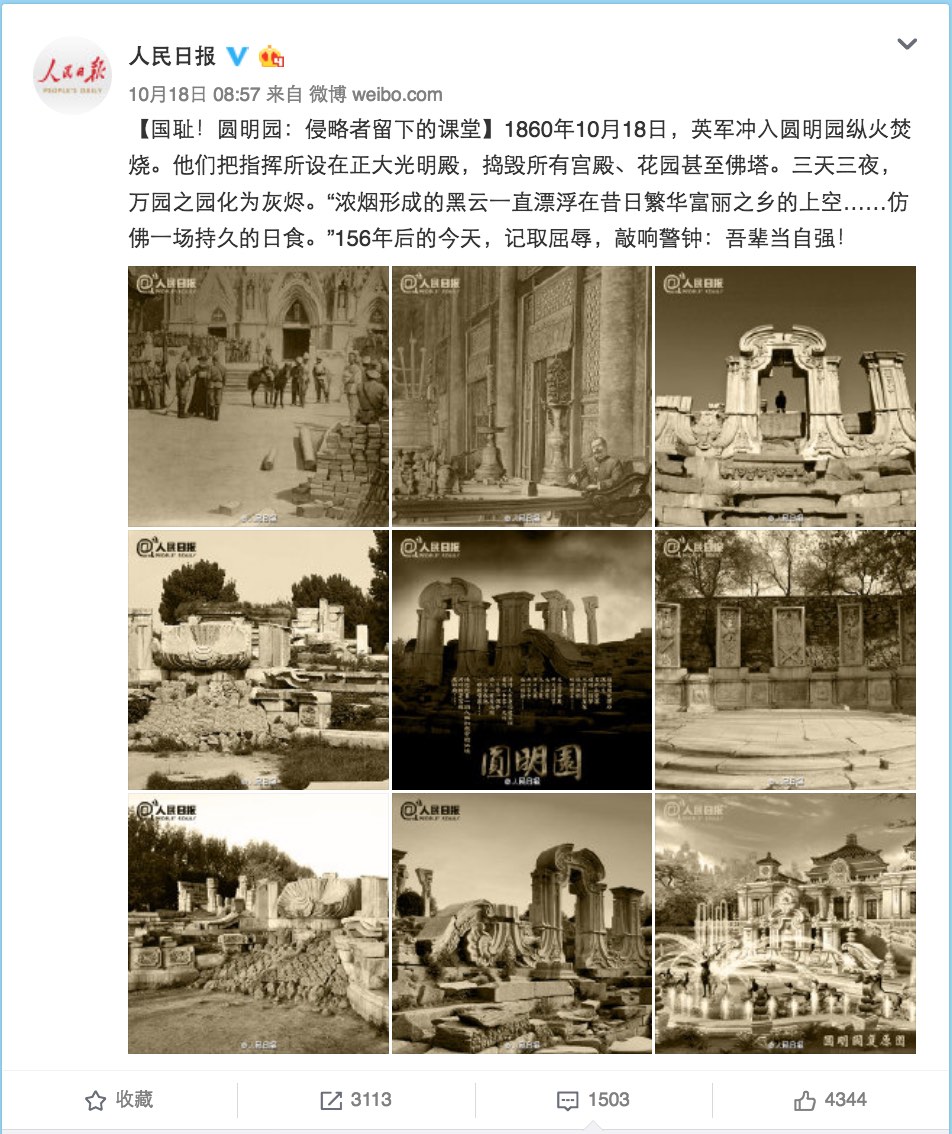 人民日报
人民日报
PEOPLE'S DAILY
10月18日 08:57 来自 微博 weibo.com
【国耻！圆明园：侵略者留下的课堂】1860年10月18日，英军冲入圆明园纵火焚
烧。他们把指挥所设在正大光明殿，捣毁所有宫殿、花园甚至佛塔。三天三夜，
万园之园化为灰烬。“浓烟形成的黑云一直漂浮在昔日繁华富丽之乡的上空……仿
佛一场持久的日食。”156年后的今天，记取屈辱，敲响警钟：吾辈当自强！
@人民日报
@人民日报
@人民日报
@人民日报
@人民日报
圆明园
@人民日报
@人民日报
@人民日报
@人民日报
圆明园复原图
收藏
3113
1503
4344